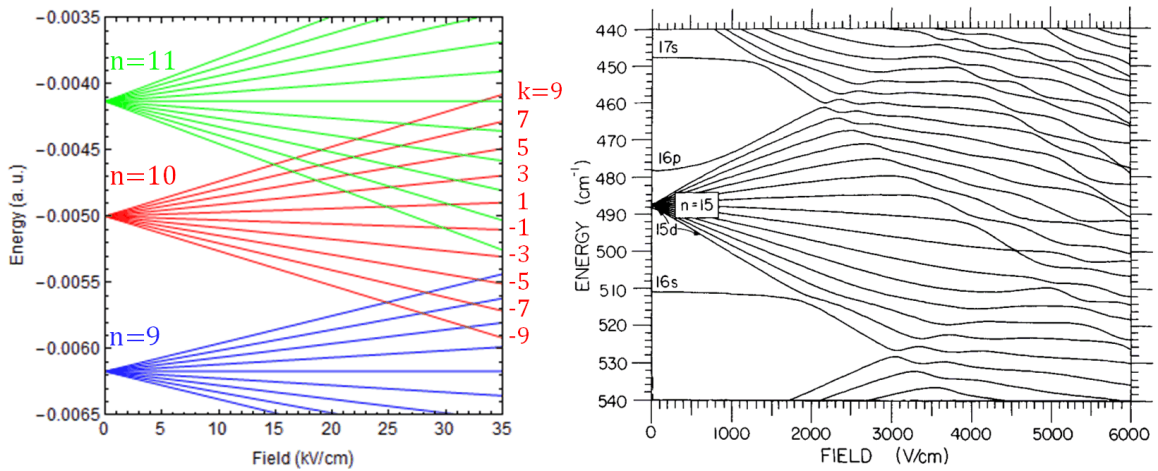 -0.0035
-0.0040
-0.0045
-0.0050
-0.0055
-0.0060
-0.0065
Energy (a. u.)
n=11
n=10
n=9
k=9
7
5
3
1
-1
-3
-5
-7
-9
0 5 10 15 20 25 30 35
Field (kV/cm)
440
450
460
470
480
490
500
510
520
530
540
ENERGY (cm⁻¹)
17s
16p
n=15
15d
16s
0 1000 2000 3000 4000 5000 6000
FIELD (V/cm)